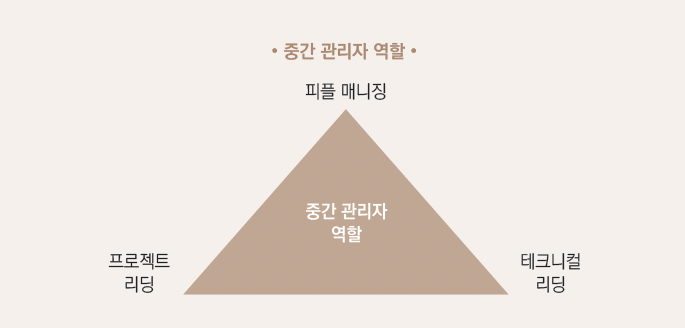 • 중간 관리자 역할 •
피플 매니징
중간 관리자
역할
프로젝트
리딩
테크니컬
리딩